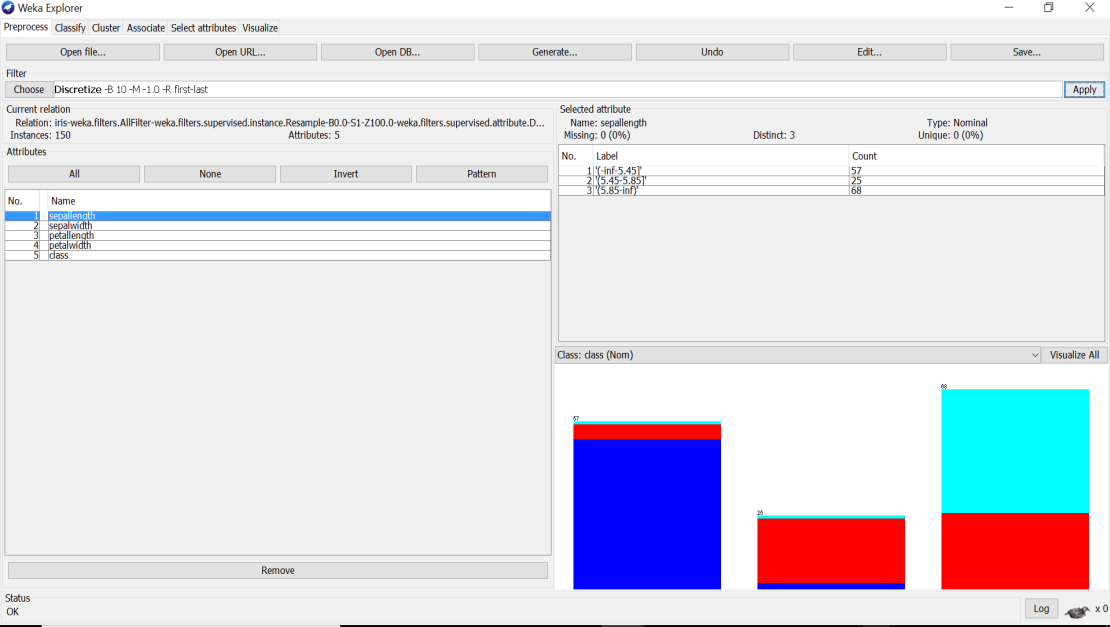 Weka Explorer
Preprocess Classify Cluster Associate Select attributes Visualize
Open file... Open URL... Open DB... Generate... Undo Edit... Save...
Filter
Choose Discretize -B 10 -M -1.0 -R first-last Apply
Current relation
Relation: iris-weka.filters.AllFilter-weka.filters.supervised.instance.Resample-B0.0-S1-Z100.0-weka.filters.supervised.attribute.D...
Instances: 150 Attributes: 5
Selected attribute
Name: sepallength Type: Nominal
Missing: 0 (0%) Distinct: 3 Unique: 0 (0%)
Attributes
All None Invert Pattern
No. Name
1 sepallength
2 sepalwidth
3 petallength
4 petalwidth
5 class
Remove
No. Label Count
1 '(-inf-5.45]' 57
2 '(5.45-5.85]' 25
3 '(5.85-inf)' 68
Class: class (Nom) Visualize All
57
25
68
Status
OK
Log x 0